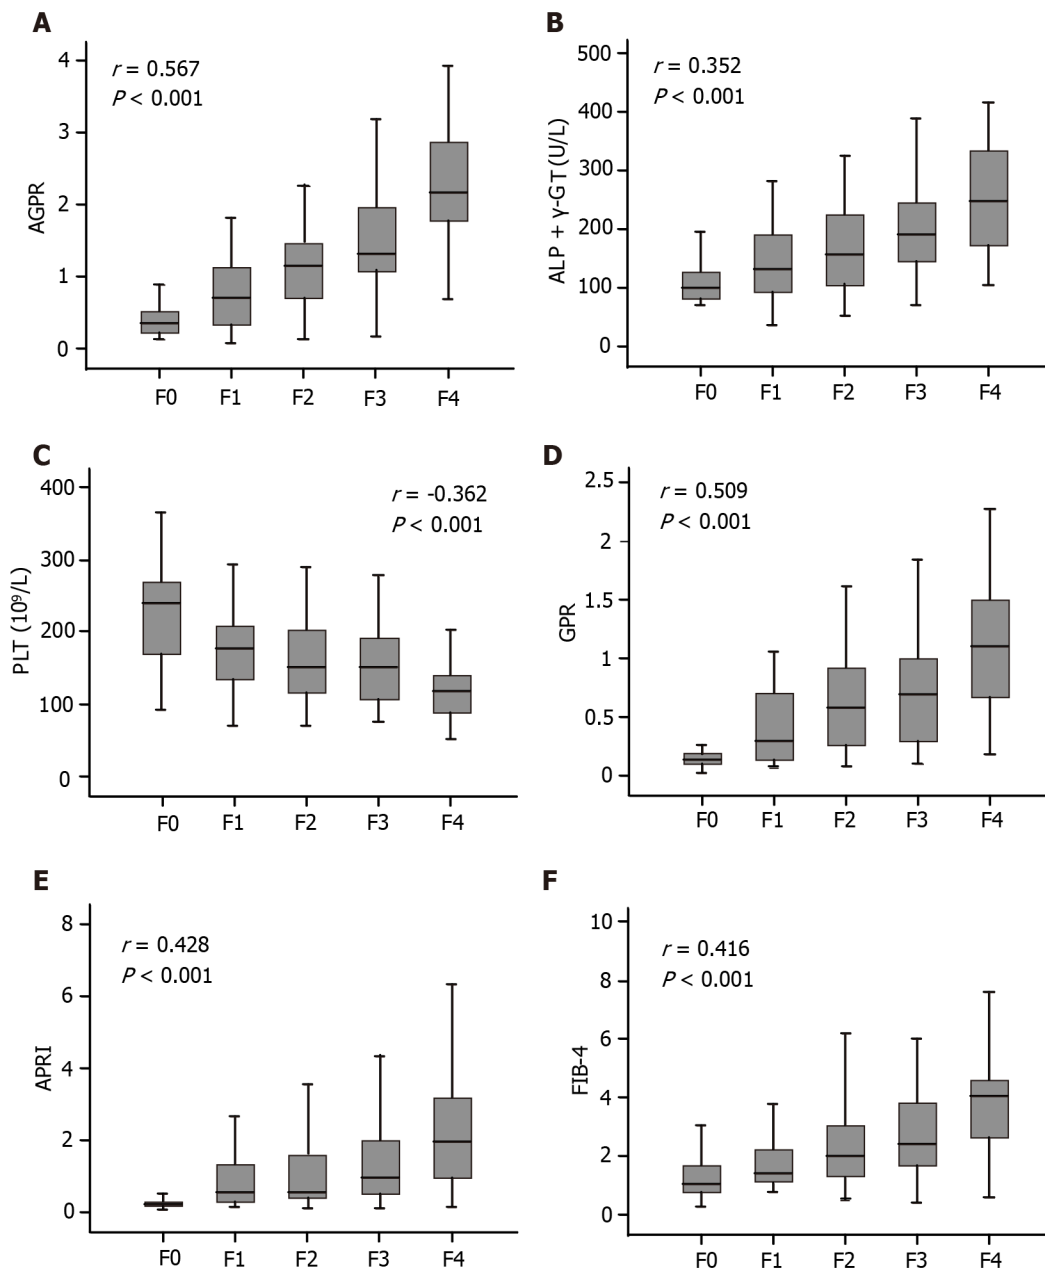 A
r = 0.567
P < 0.001
AGPR
4
3
2
1
0
F0 F1 F2 F3 F4
B
r = 0.352
P < 0.001
ALP + γ-GT (U/L)
500
400
300
200
100
0
F0 F1 F2 F3 F4
C
r = -0.362
P < 0.001
PLT (10⁹/L)
400
300
200
100
0
F0 F1 F2 F3 F4
D
r = 0.509
P < 0.001
GPR
2.5
2
1.5
1
0.5
0
F0 F1 F2 F3 F4
E
r = 0.428
P < 0.001
APRI
8
6
4
2
0
F0 F1 F2 F3 F4
F
r = 0.416
P < 0.001
FIB-4
10
8
6
4
2
0
F0 F1 F2 F3 F4